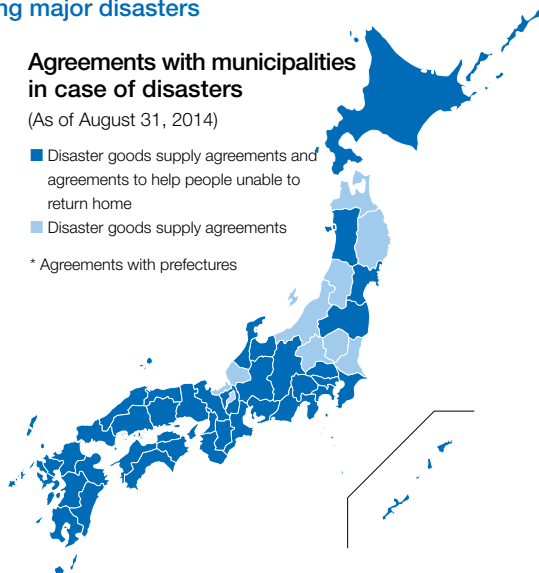 ng major disasters
Agreements with municipalities
in case of disasters
(As of August 31, 2014)
Disaster goods supply agreements and
agreements to help people unable to
return home
Disaster goods supply agreements
* Agreements with prefectures